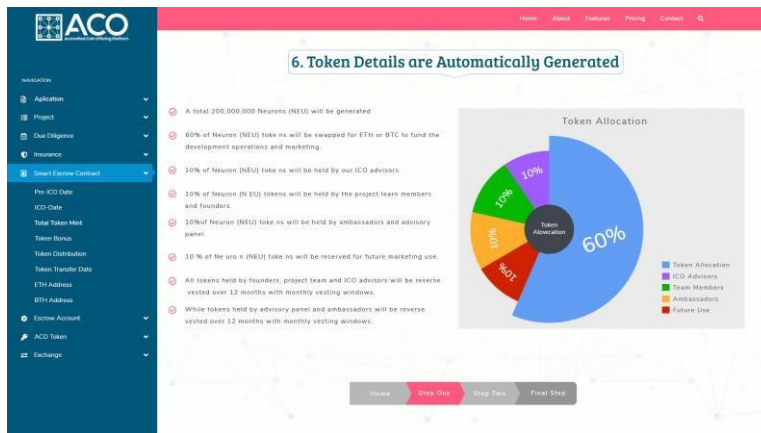 ACO
Accredited Coin Offering Platform
Home About Features Pricing Contact
6. Token Details are Automatically Generated
NAVIGATION
Aplication
Project
Due Diligence
Insurance
Smart Escrow Contract
Pre-ICO Date
ICO-Date
Total Token Mint
Token Bonus
Token Distribution
Token Transfer Date
ETH Address
BTH Address
Escrow Account
ACO Token
Exchange
A total 200,000,000 Neurons (NEU) will be generated
60% of Neuron (NEU) toke ns will be swapped for ETH or BTC to fund the
development operations and marketing.
10% of Neuron (NEU) toke ns will be held by our ICO advisors.
10% of Neuron (N EU) tokens will be held by the project learn members
and founders.
10%of Neuron (NEU) toke ns will be held by ambassadors and advisory
panel.
10 % of Ne uro n (NEU) toke ns will be reserved for future marketing use.
All tokens held by founders, project team and ICO advisors will be reverse
vested over 12 months with monthly vesting windows.
While tokens held by advisory panel and ambassadors will be reverse
vested over 12 months with monthly vesting windows.
Token Allocation
10%
10%
10%
10%
60%
Token
Alowcation
Token Allocation
ICO Advisors
Team Members
Ambassadors
Future Use
Home Step One Step Two Final Step